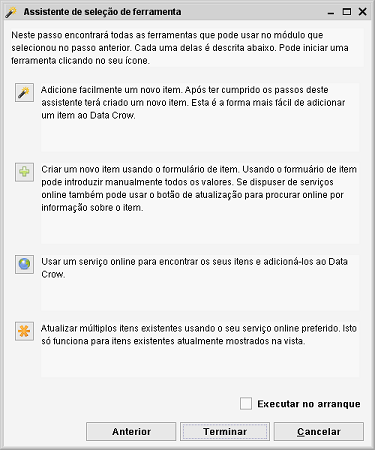 Assistente de seleção de ferramenta
Neste passo encontrará todas as ferramentas que pode usar no módulo que
selecionou no passo anterior. Cada uma delas é descrita abaixo. Pode iniciar uma
ferramenta clicando no seu ícone.
Adicione facilmente um novo item. Após ter cumprido os passos deste
assistente terá criado um novo item. Esta é a forma mais fácil de adicionar
um item ao Data Crow.
Criar um novo item usando o formulário de item. Usando o formuário de item
pode introduzir manualmente todos os valores. Se dispuser de serviços
online também pode usar o botão de atualização para procurar online por
informação sobre o item.
Usar um serviço online para encontrar os seus itens e adicioná-los ao Data
Crow.
Atualizar múltiplos itens existentes usando o seu serviço online preferido. Isto
só funciona para itens existentes atualmente mostrados na vista.
Executar no arranque
Anterior
Terminar
Cancelar